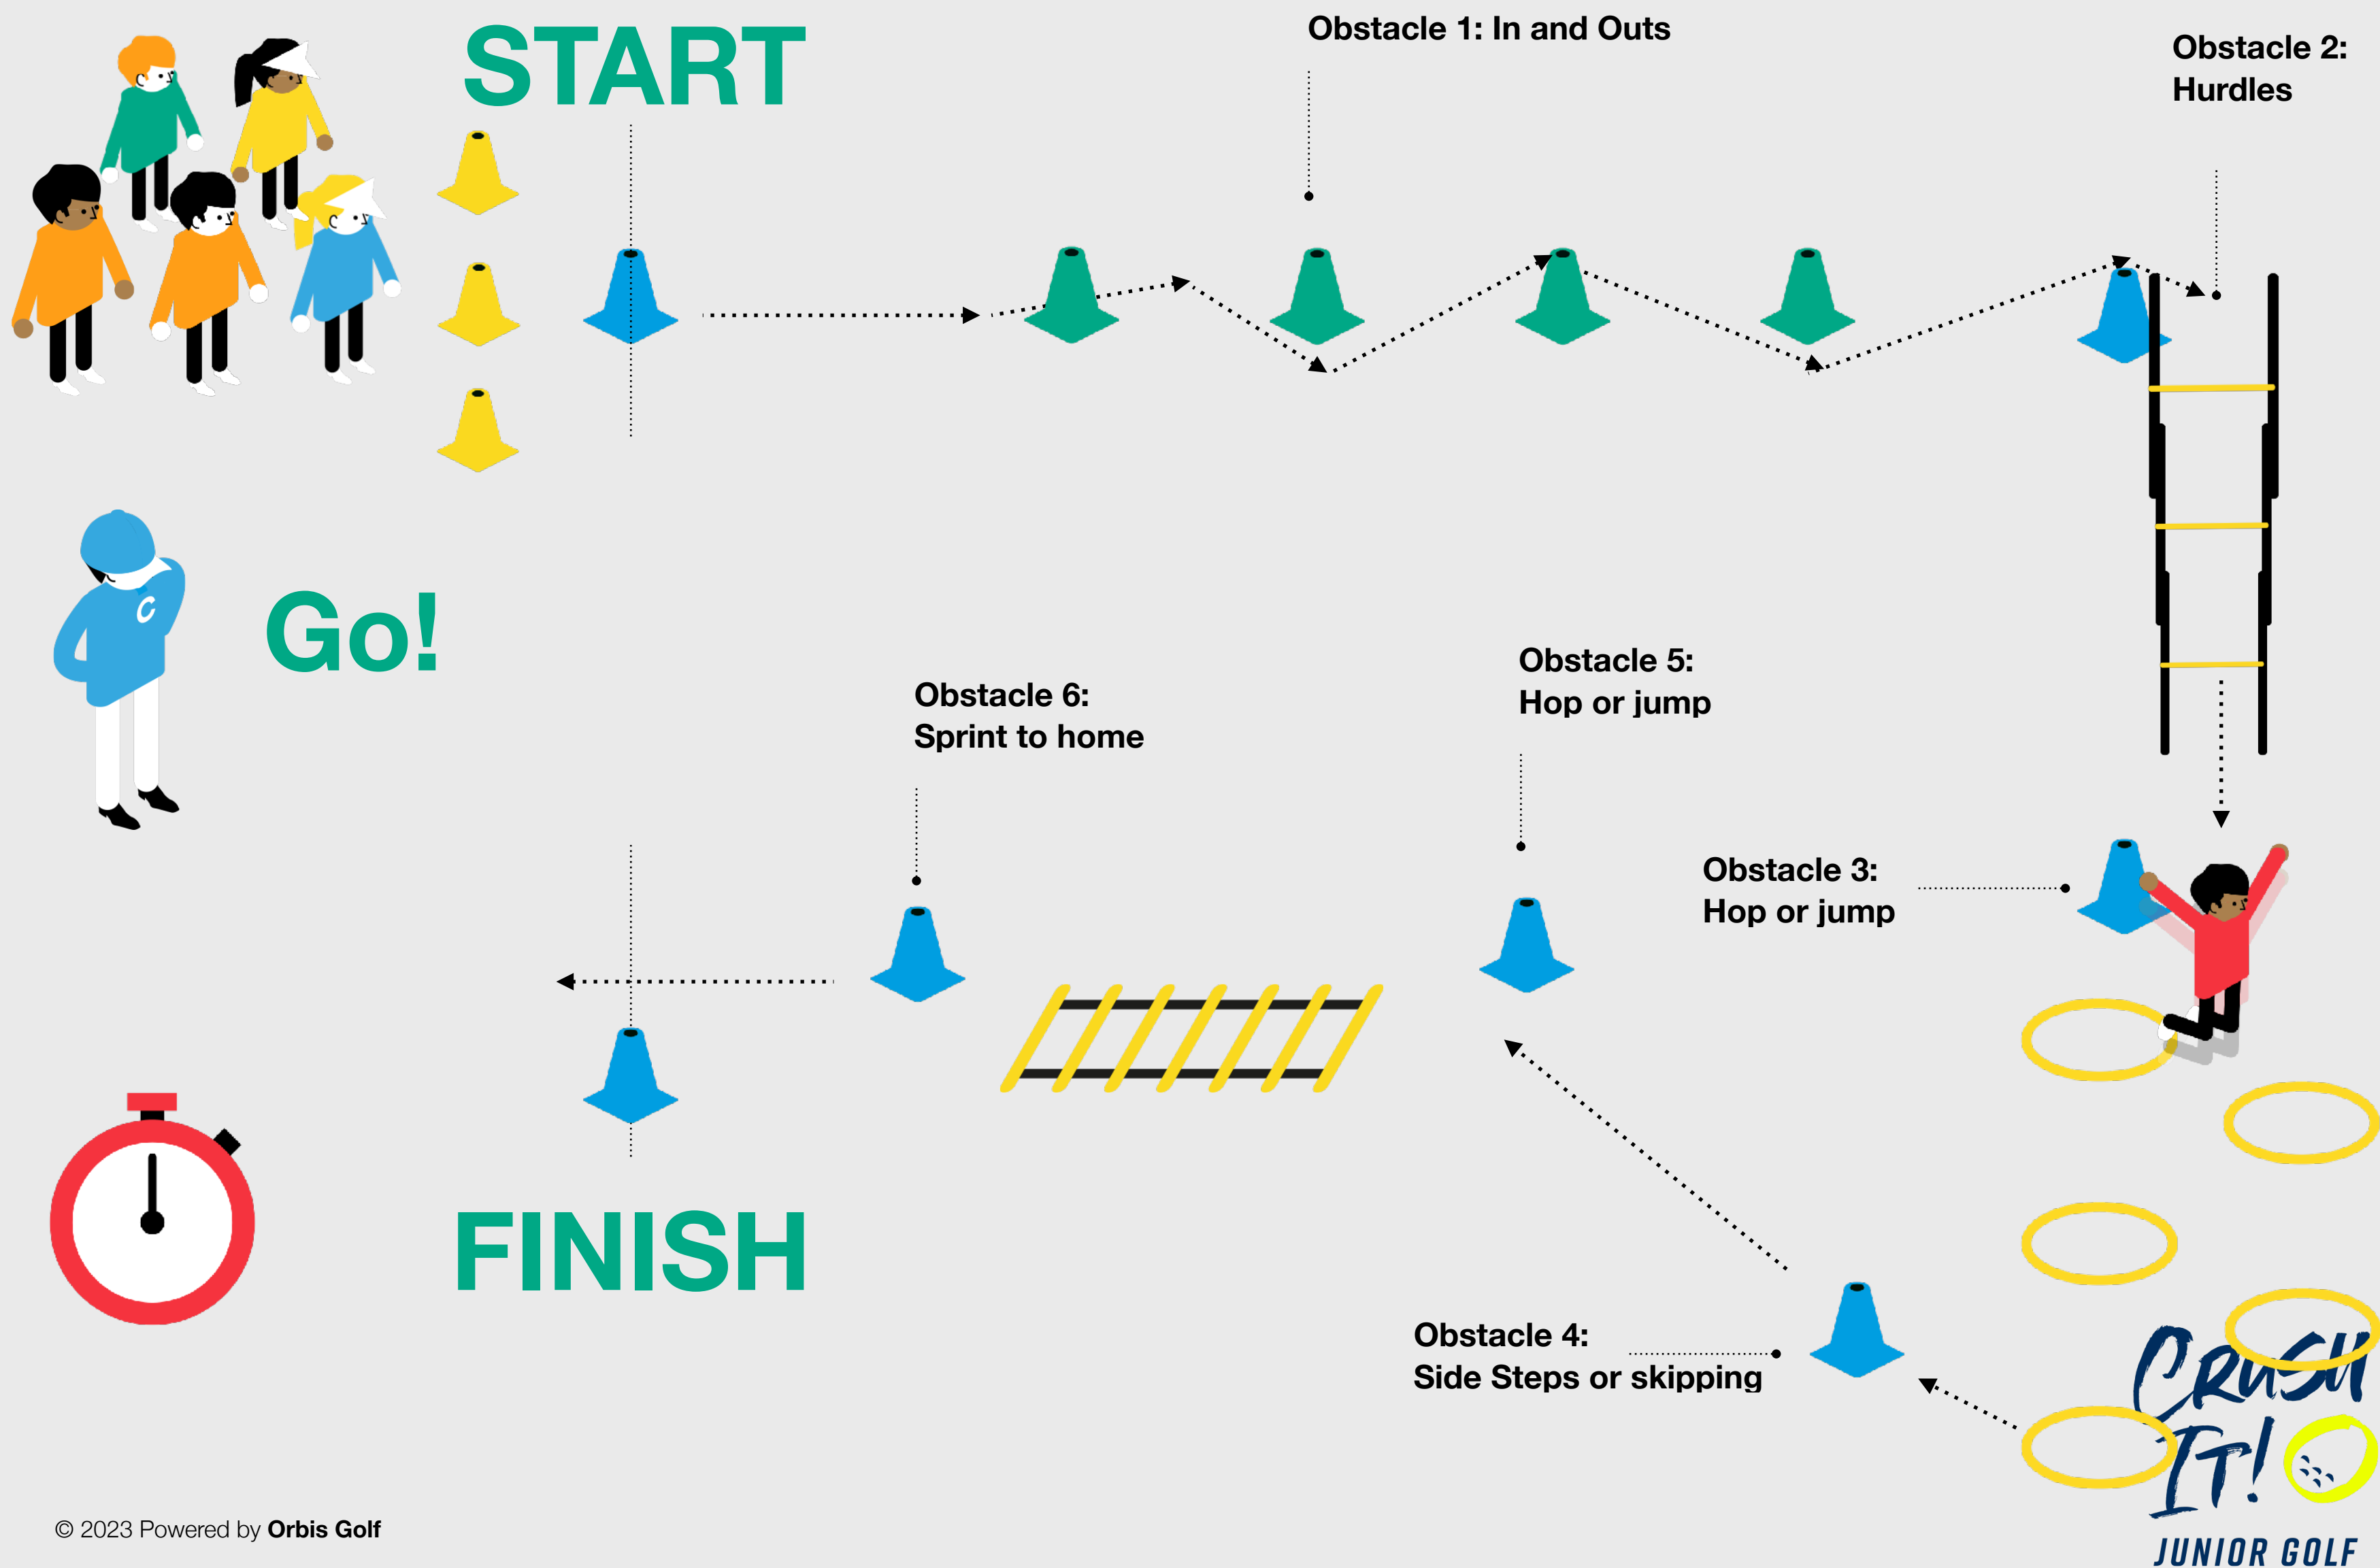 START
Obstacle 1: In and Outs
Obstacle 2:
Hurdles
C
Go!
Obstacle 5:
Hop or jump
Obstacle 6:
Sprint to home
Obstacle 3:
Hop or jump
FINISH
Obstacle 4:
Side Steps or skipping
CRUSH
IT!
JUNIOR GOLF
© 2023 Powered by Orbis Golf